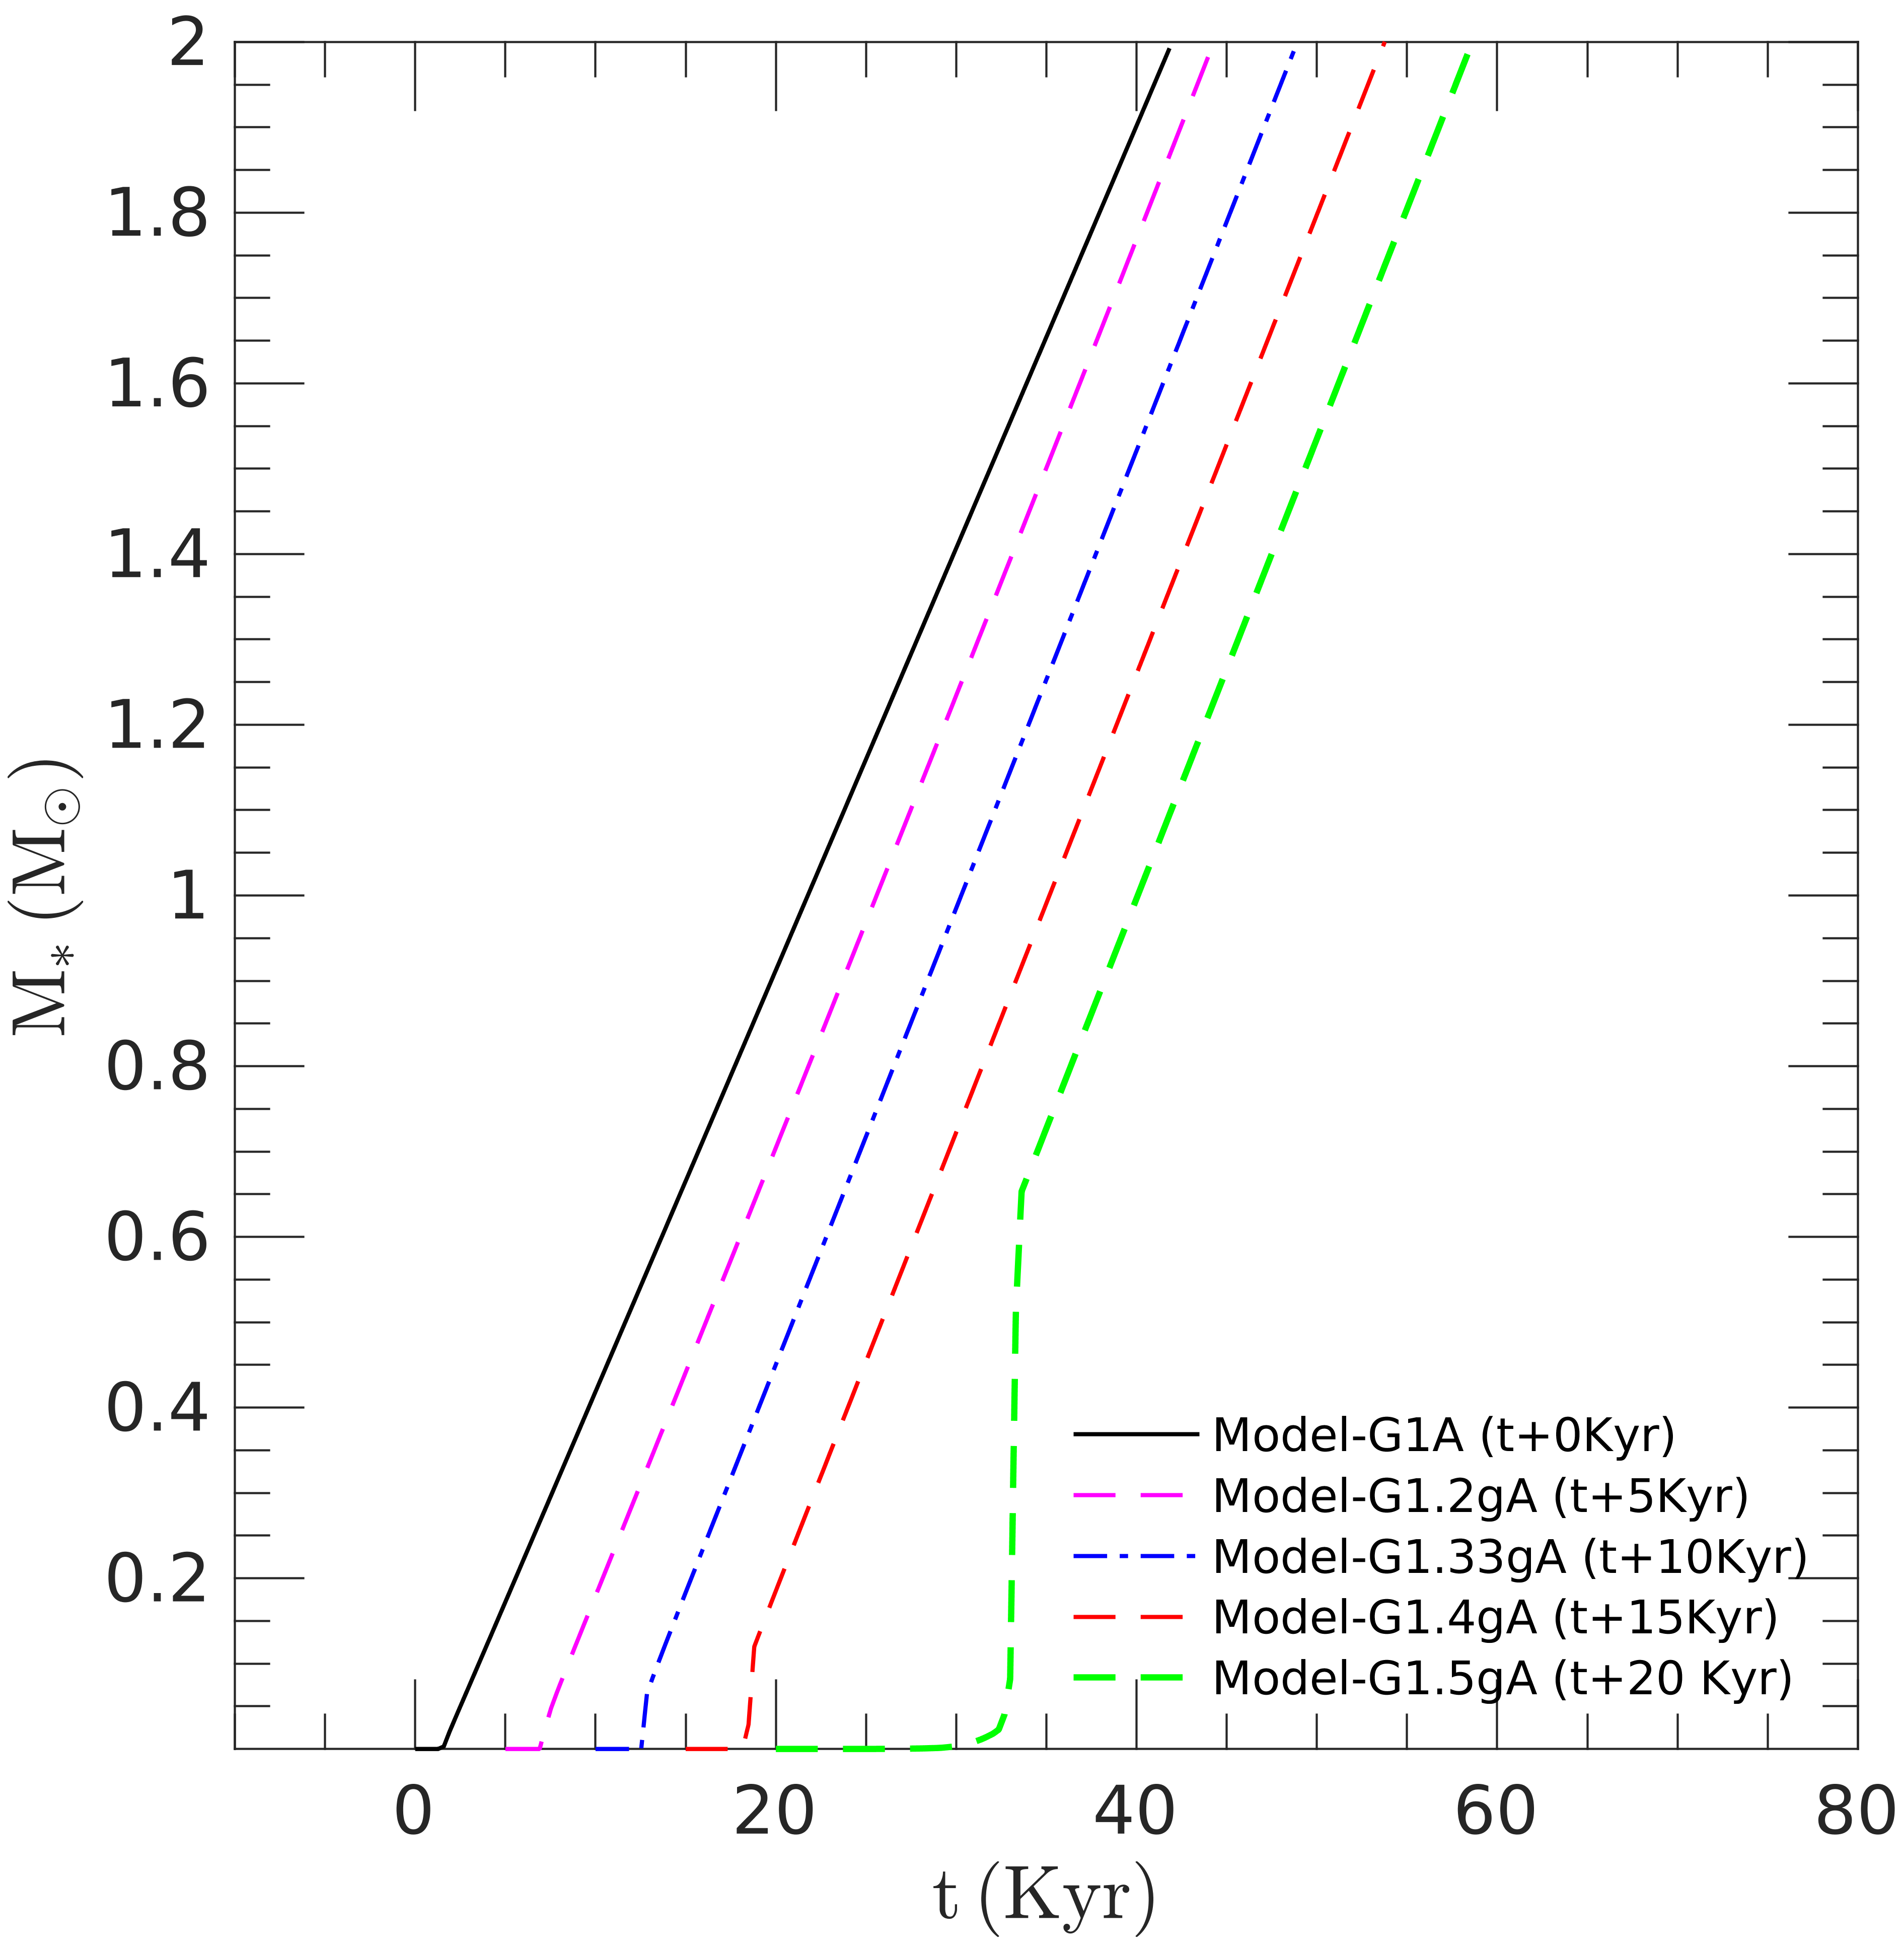 2
1.8
1.6
1.4
1.2
1
0.8
0.6
0.4
0.2
M* (M⊙)
Model-G1A (t+0Kyr)
Model-G1.2gA (t+5Kyr)
Model-G1.33gA (t+10Kyr)
Model-G1.4gA (t+15Kyr)
Model-G1.5gA (t+20 Kyr)
0 20 40 60 80
t (Kyr)